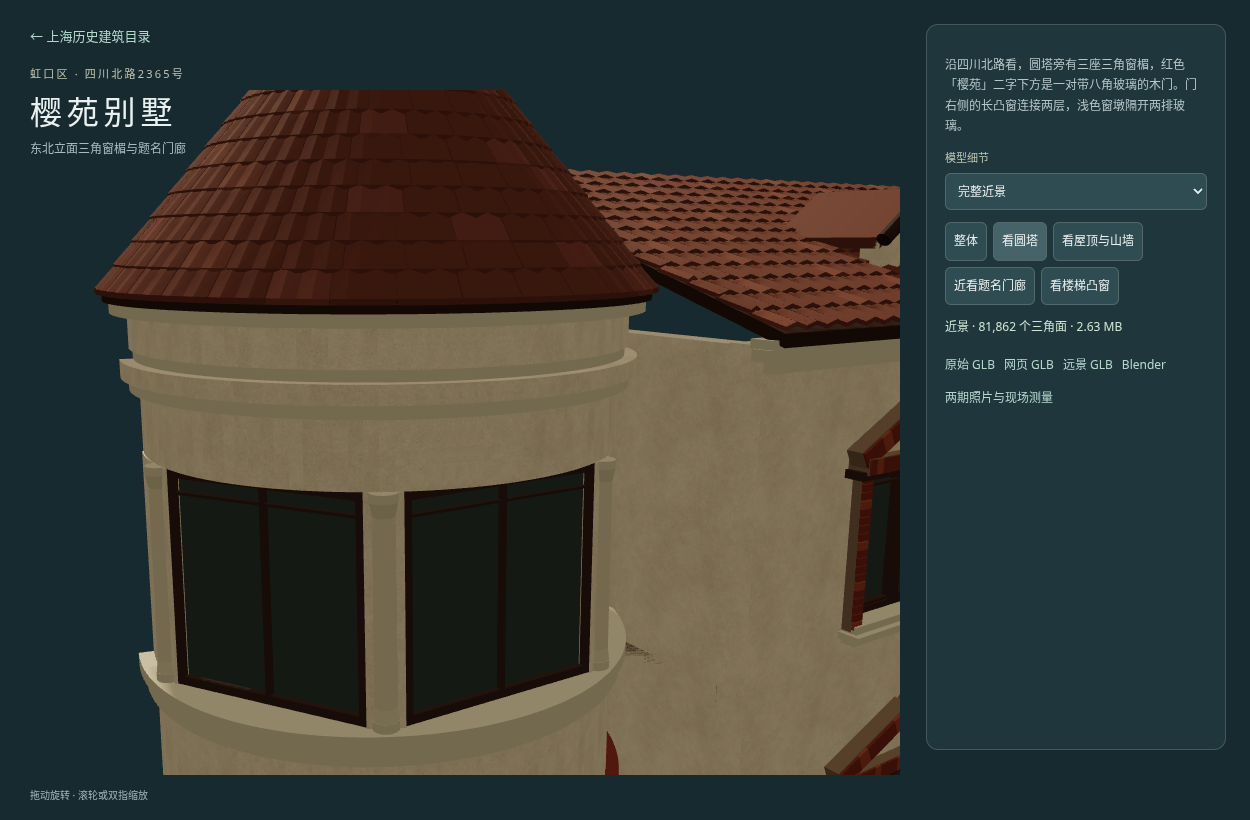 ← 上海历史建筑目录
虹口区 · 四川北路2365号
樱苑别墅
东北立面三角窗楣与题名门廊
沿四川北路看，圆塔旁有三座三角窗楣，红色
「樱苑」二字下方是一对带八角玻璃的木门。门
右侧的长凸窗连接两层，浅色窗墩隔开两排玻
璃。
模型细节
完整近景
整体 看圆塔 看屋顶与山墙
近看题名门廊 看楼梯凸窗
近景 · 81,862 个三角面 · 2.63 MB
原始 GLB 网页 GLB 远景 GLB Blender
两期照片与现场测量
拖动旋转 · 滚轮或双指缩放